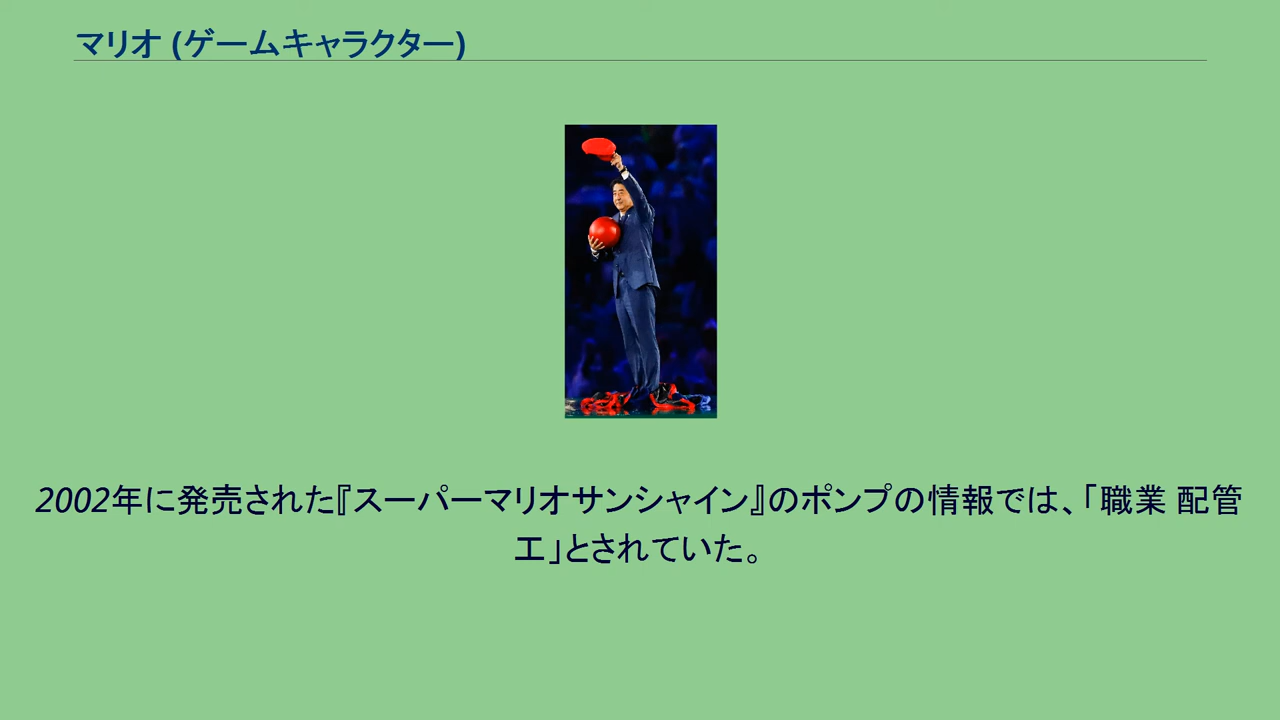 マリオ (ゲームキャラクター)
2002年に発売された『スーパーマリオサンシャイン』のポンプの情報では、「職業 配管
工」とされていた。